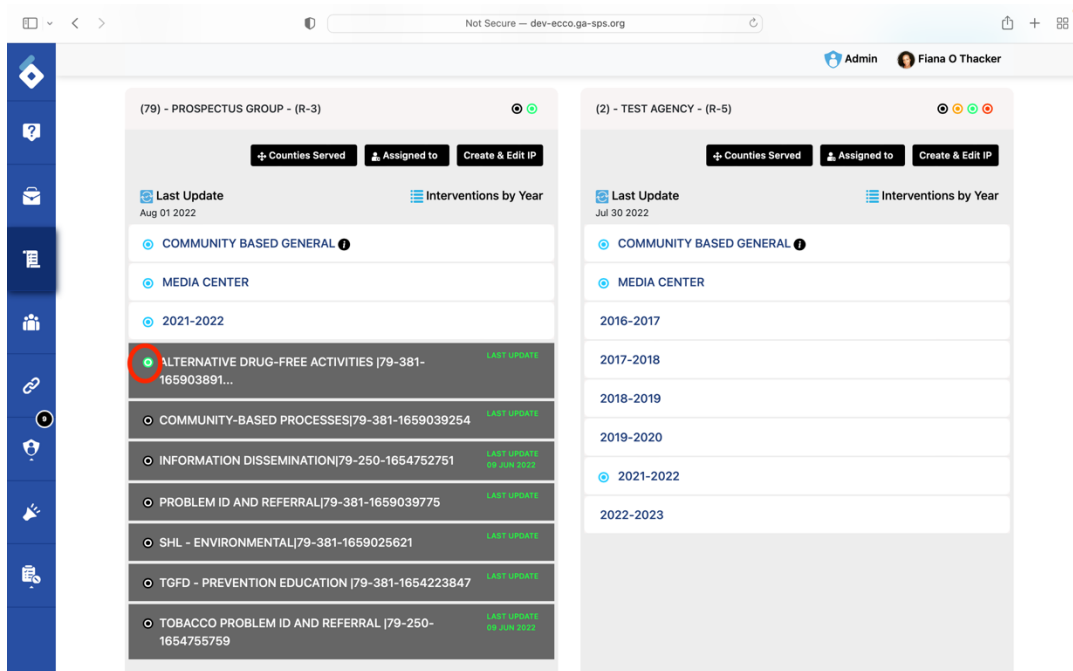 Not Secure — dev-ecco.ga-sps.org
Admin
Fiana O Thacker
(79) - PROSPECTUS GROUP - (R-3)
Counties Served
Assigned to
Create & Edit IP
Last Update
Aug 01 2022
Interventions by Year
COMMUNITY BASED GENERAL
MEDIA CENTER
2021-2022
ALTERNATIVE DRUG-FREE ACTIVITIES |79-381-
165903891...
LAST UPDATE
COMMUNITY-BASED PROCESSES|79-381-1659039254
LAST UPDATE
INFORMATION DISSEMINATION|79-250-1654752751
LAST UPDATE
09 JUN 2022
PROBLEM ID AND REFERRAL|79-381-1659039775
LAST UPDATE
SHL - ENVIRONMENTAL|79-381-1659025621
LAST UPDATE
TGFD - PREVENTION EDUCATION |79-381-1654223847
LAST UPDATE
TOBACCO PROBLEM ID AND REFERRAL |79-250-
1654755759
LAST UPDATE
09 JUN 2022
(2) - TEST AGENCY - (R-5)
Counties Served
Assigned to
Create & Edit IP
Last Update
Jul 30 2022
Interventions by Year
COMMUNITY BASED GENERAL
MEDIA CENTER
2016-2017
2017-2018
2018-2019
2019-2020
2021-2022
2022-2023
9